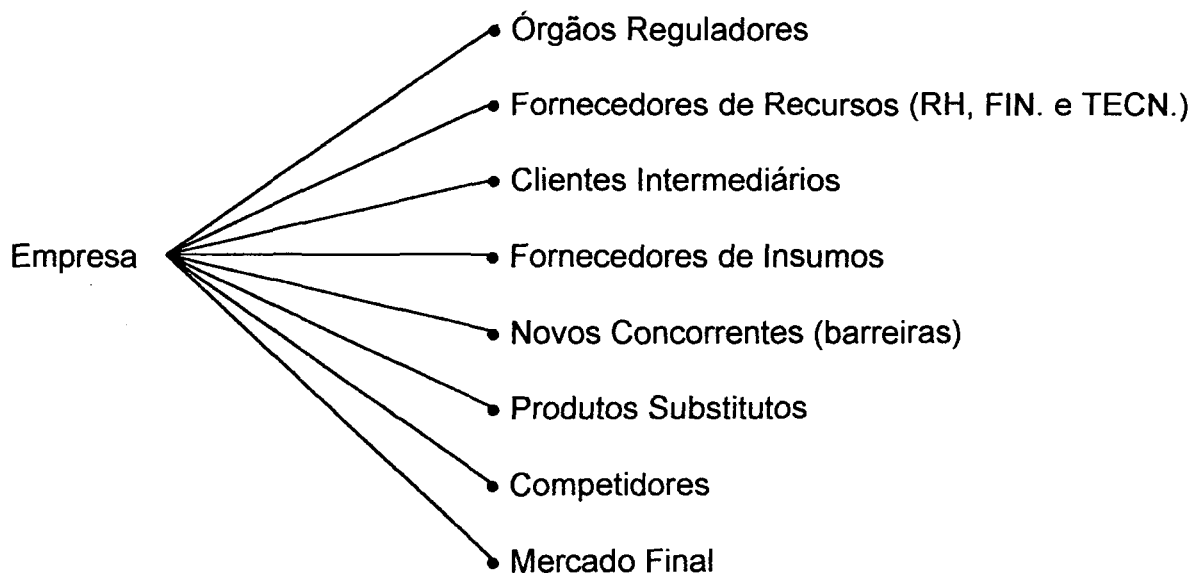 Órgãos Reguladores
Fornecedores de Recursos (RH, FIN. e TECN.)
Clientes Intermediários
Empresa
Fornecedores de Insumos
Novos Concorrentes (barreiras)
Produtos Substitutos
Competidores
Mercado Final